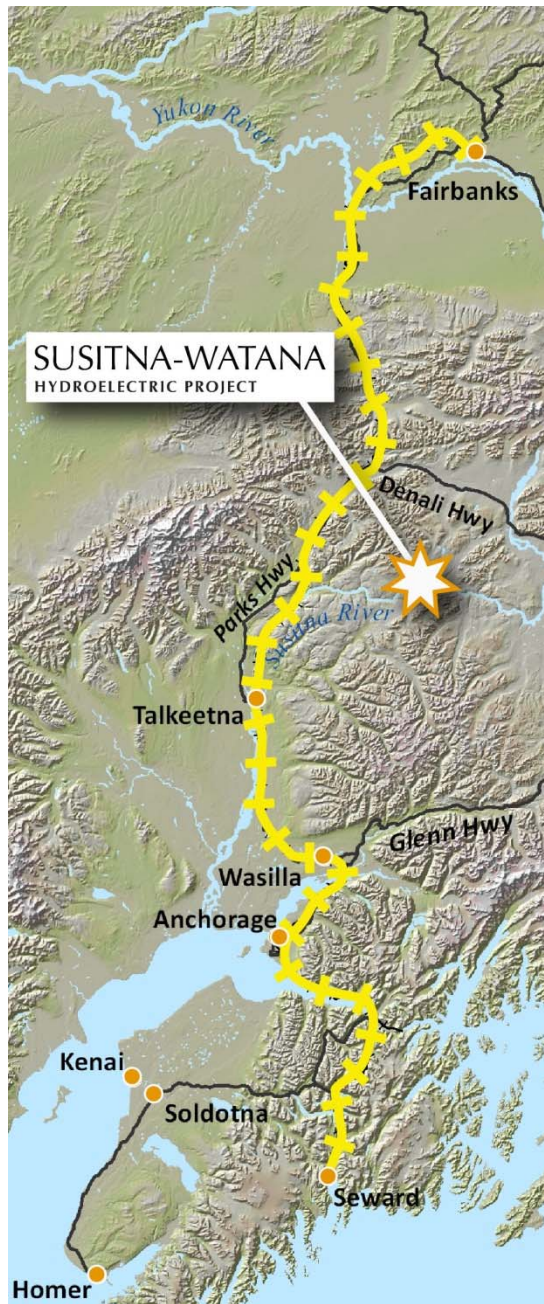 Yukon River
Fairbanks
SUSITNA-WATANA
HYDROELECTRIC PROJECT
Denali Hwy
Parks Hwy
Susitna River
Talkeetna
Glenn Hwy
Wasilla
Anchorage
Kenai
Soldotna
Seward
Homer